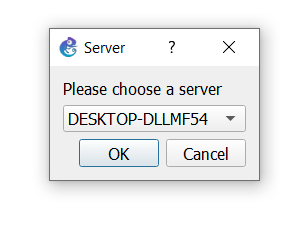 Server ?
Please choose a server
DESKTOP-DLLMF54
OK Cancel